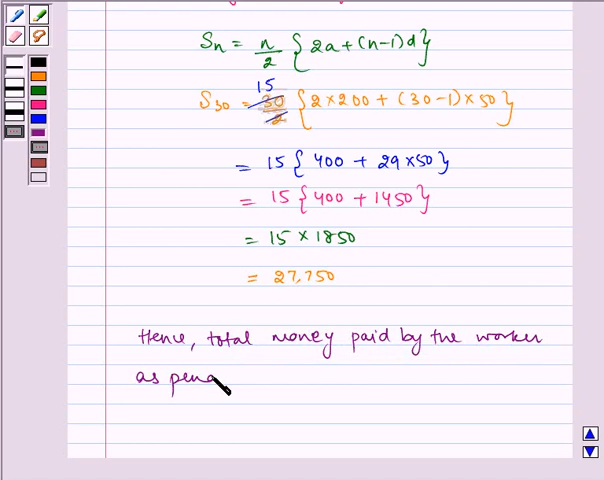 Sn = n/2 {2a+(n-1)d}
15
S30 = 30/2 {2×200 + (30-1)×50}
= 15{400 + 29×50}
= 15{400 + 1450}
= 15×1850
= 27,750
Hence, total money paid by the worker
as pena